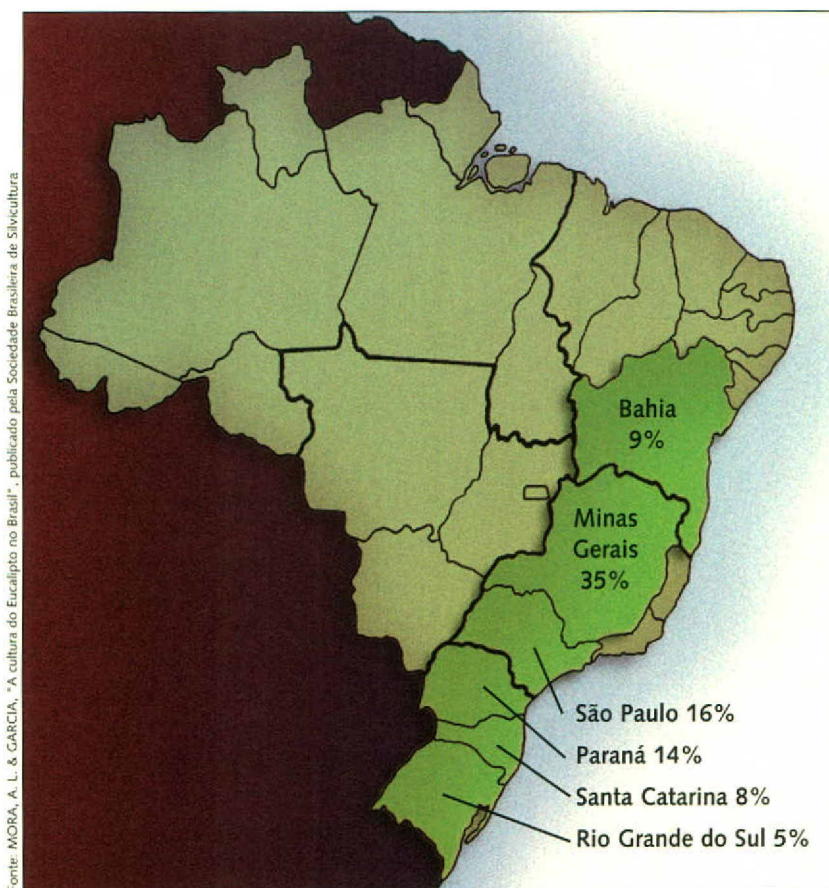 Fonte: MORA, A. L. & GARCIA, "A cultura do Eucalipto no Brasil", publicado pela Sociedade Brasileira de Silvicultura
Bahia
9%
Minas
Gerais
35%
São Paulo 16%
Paraná 14%
Santa Catarina 8%
Rio Grande do Sul 5%